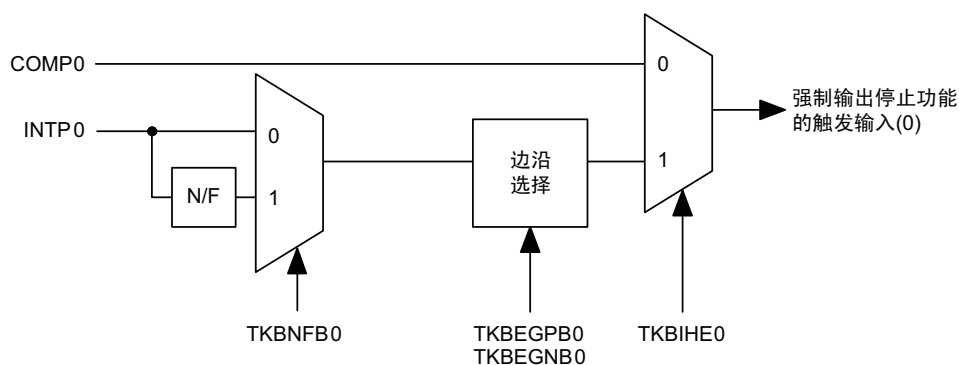 COMP0
INTP0
N/F
0
1
边沿
选择
0
1
强制输出停止功能
的触发输入(0)
TKBNFB0
TKBEGPB0
TKBEGNB0
TKBIHE0